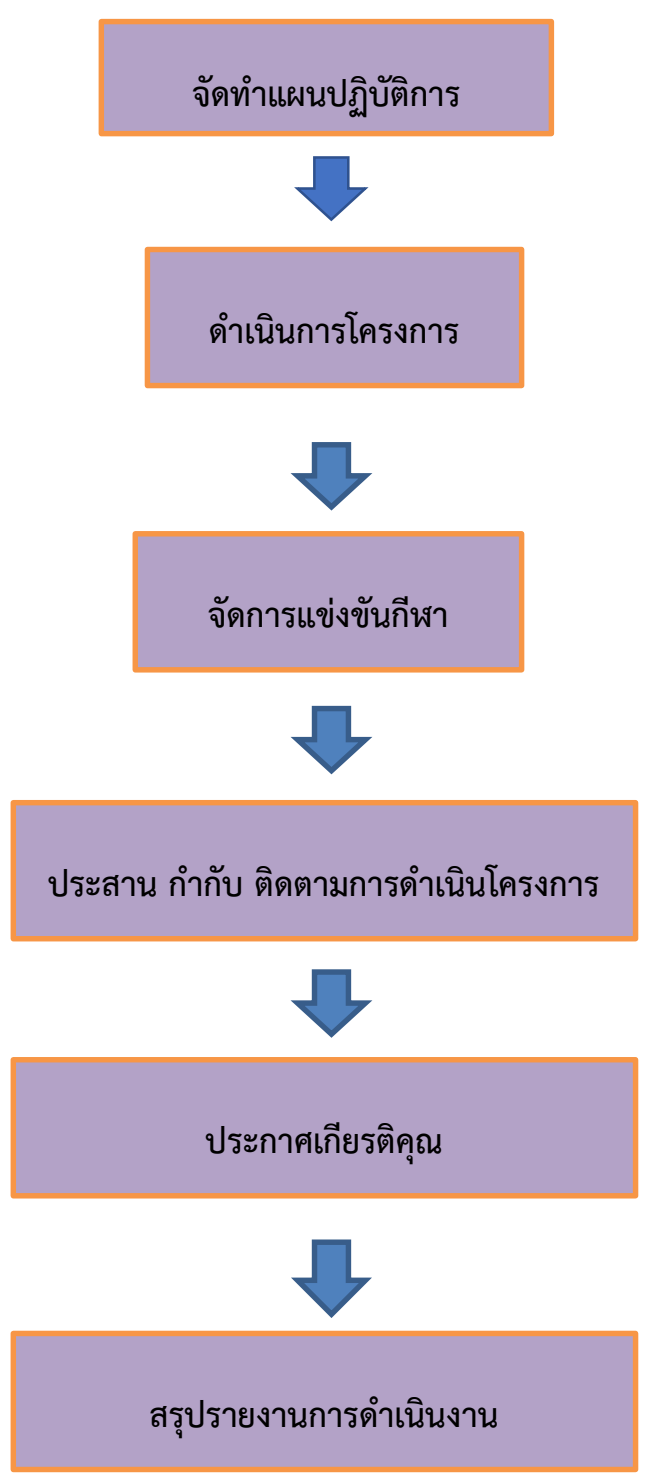 จัดทำแผนปฏิบัติการ
ดำเนินการโครงการ
จัดการแข่งขันกีฬา
ประสาน กำกับ ติดตามการดำเนินโครงการ
ประกาศเกียรติคุณ
สรุปรายงานการดำเนินงาน